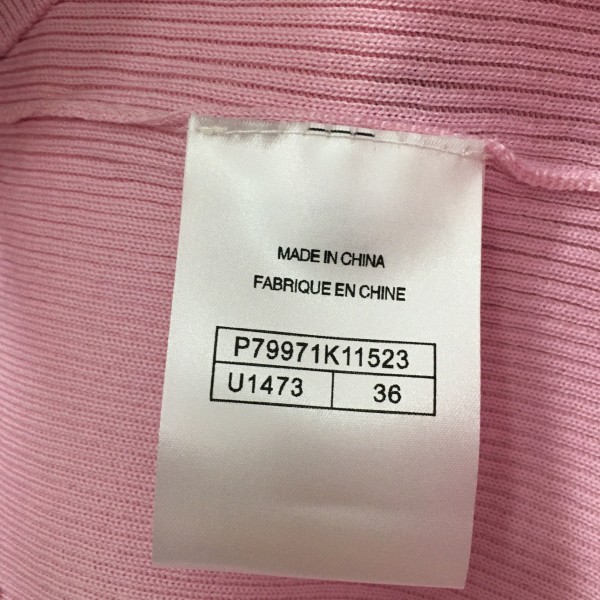 MADE IN CHINA
FABRIQUE EN CHINE
P79971K11523
U1473 36